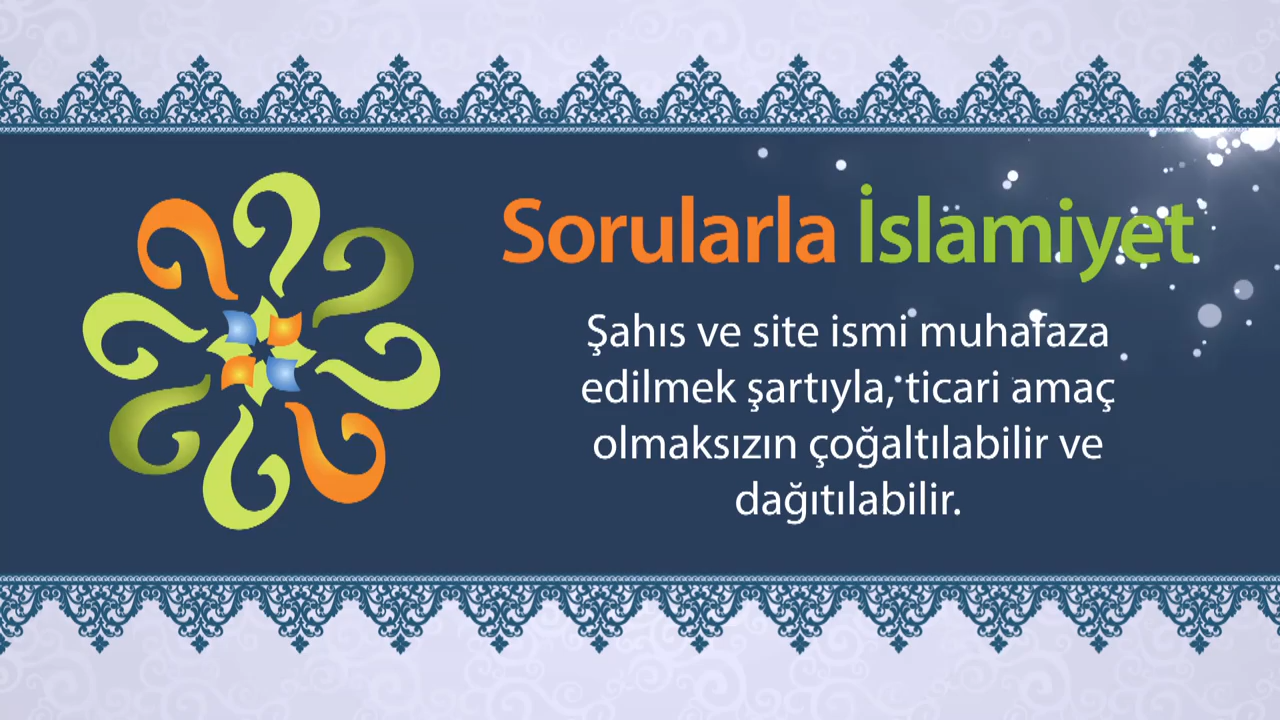 Sorularla İslamiyet
Şahıs ve site ismi muhafaza
edilmek şartıyla, ticari amaç
olmaksızın çoğaltılabilir ve
dağıtılabilir.